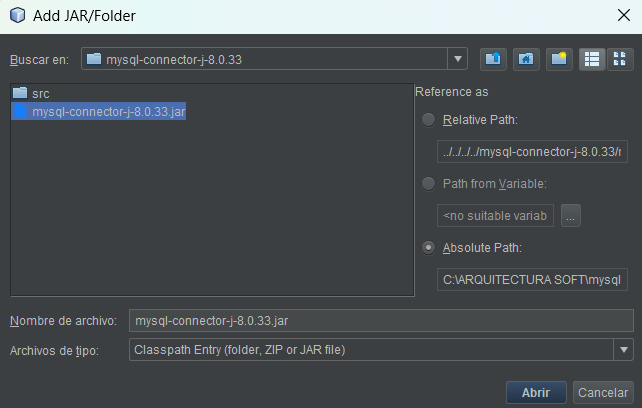 Add JAR/Folder
Buscar en:
mysql-connector-j-8.0.33
src
mysql-connector-j-8.0.33.jar
Reference as
Relative Path:
../../../../mysql-connector-j-8.0.33/
Path from Variable:
<no suitable variab
...
Absolute Path:
C:\ARQUITECTURA SOFT\mysql
Nombre de archivo:
mysql-connector-j-8.0.33.jar
Archivos de tipo:
Classpath Entry (folder, ZIP or JAR file)
Abrir
Cancelar